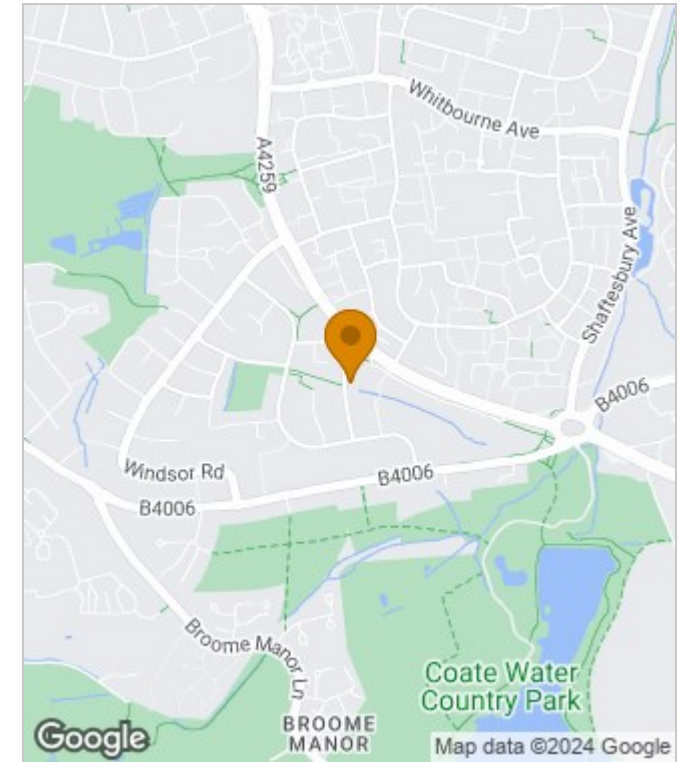 Whitbourne Ave
A4259
Shaftesbury Ave
B4006
Windsor Rd
B4006
B4006
Broome Manor Ln
Coate Water
Country Park
BROOME
MANOR
Google
Map data ©2024 Google